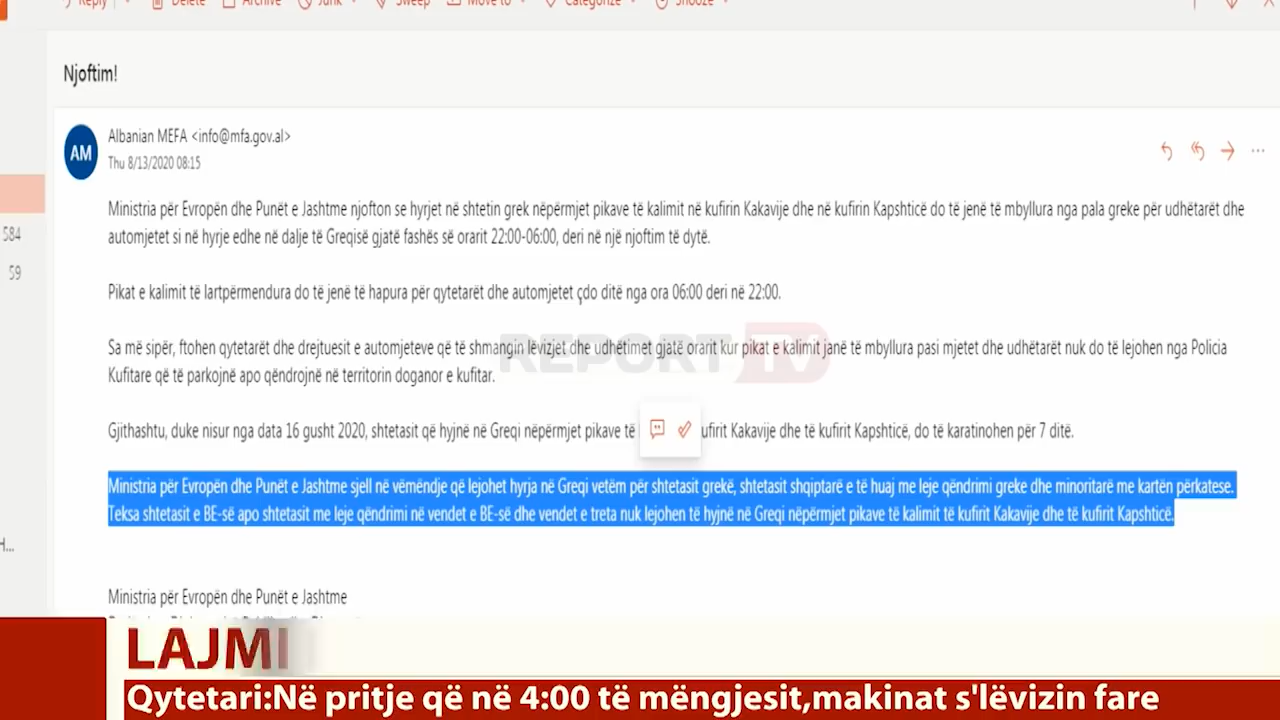 Reply Delete Archive Junk Sweep Move to Categorize Snooze
Njoftim!
AM
Albanian MEFA <info@mfa.gov.al>
Thu 8/13/2020 08:15
584
59
Ministria për Evropën dhe Punët e Jashtme njofton se hyrjet në shtetin grek nëpërmjet pikave të kalimit në kufirin Kakavije dhe në kufirin Kapshticë do të jenë të mbyllura nga pala greke për udhëtarët dhe
automjetet si në hyrje edhe në dalje të Greqisë gjatë fashës së orarit 22:00-06:00, deri në një njoftim të dytë.
Pikat e kalimit të lartpërmendura do të jenë të hapura për qytetarët dhe automjetet çdo ditë nga ora 06:00 deri në 22:00.
Sa më sipër, ftohen qytetarët dhe drejtuesit e automjeteve që të shmangin lëvizjet dhe udhëtimet gjatë orarit kur pikat e kalimit janë të mbyllura pasi mjetet dhe udhëtarët nuk do të lejohen nga Policia
Kufitare që të parkojnë apo qëndrojnë në territorin doganor e kufitar.
REPORT TV
Gjithashtu, duke nisur nga data 16 gusht 2020, shtetasit që hyjnë në Greqi nëpërmjet pikave të ufirit Kakavije dhe të kufirit Kapshticë, do të karatinohen për 7 ditë.
Ministria për Evropën dhe Punët e Jashtme sjell në vëmëndje që lejohet hyrja në Greqi vetëm për shtetasit grekë, shtetasit shqiptarë e të huaj me leje qëndrimi greke dhe minoritarë me kartën përkatese.
Teksa shtetasit e BE-së apo shtetasit me leje qëndrimi në vendet e BE-së dhe vendet e treta nuk lejohen të hyjnë në Greqi nëpërmjet pikave të kalimit të kufirit Kakavije dhe të kufirit Kapshticë.
H...
Ministria për Evropën dhe Punët e Jashtme
LAJMI
Qytetari:Në pritje që në 4:00 të mëngjesit,makinat s'lëvizin fare